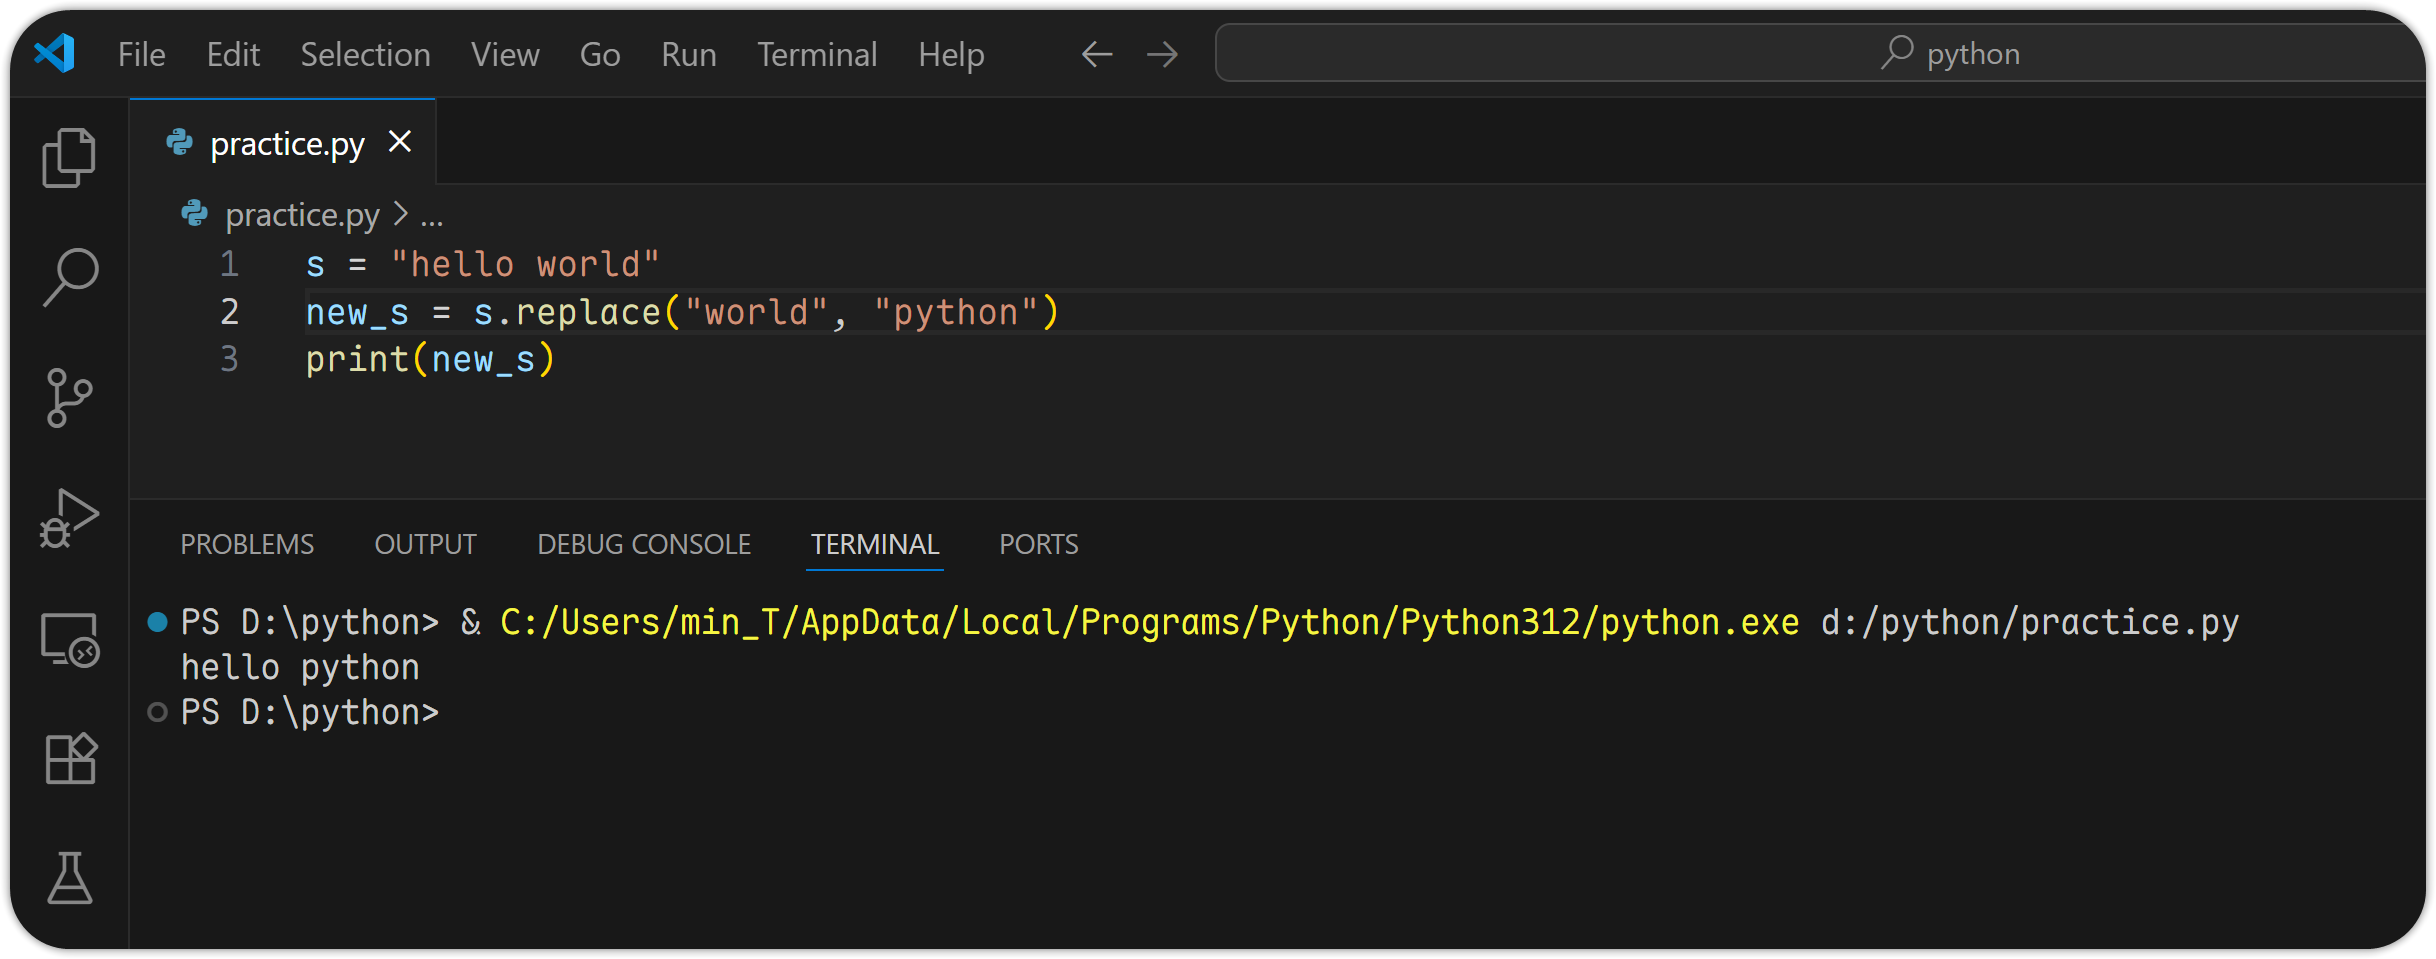 File Edit Selection View Go Run Terminal Help python
practice.py
practice.py > ...
1 s = "hello world"
2 new_s = s.replace("world", "python")
3 print(new_s)
PROBLEMS OUTPUT DEBUG CONSOLE TERMINAL PORTS
PS D:\python> & C:/Users/min_T/AppData/Local/Programs/Python/Python312/python.exe d:/python/practice.py
hello python
PS D:\python>